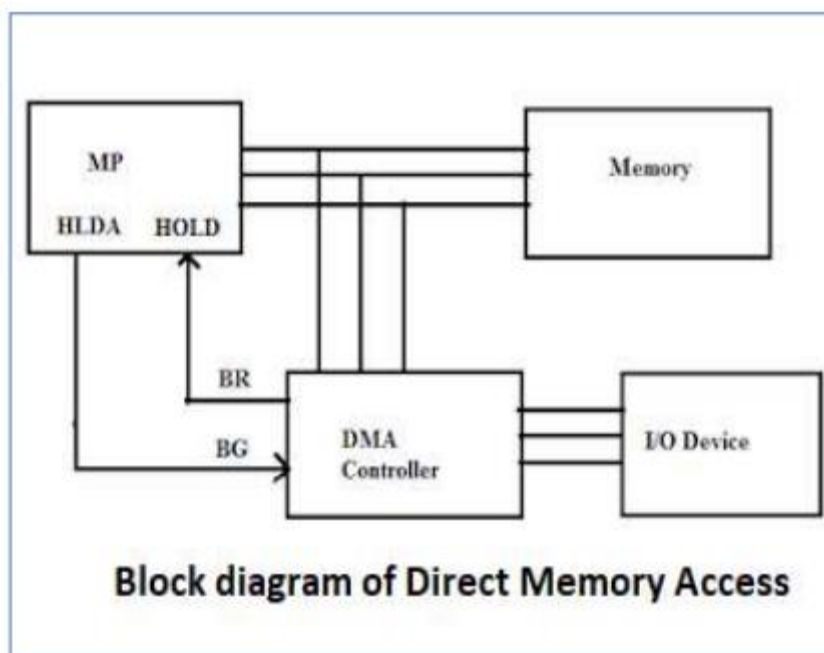 MP
Memory
HLDA HOLD
BR
BG
DMA
Controller
I/O Device
Block diagram of Direct Memory Access